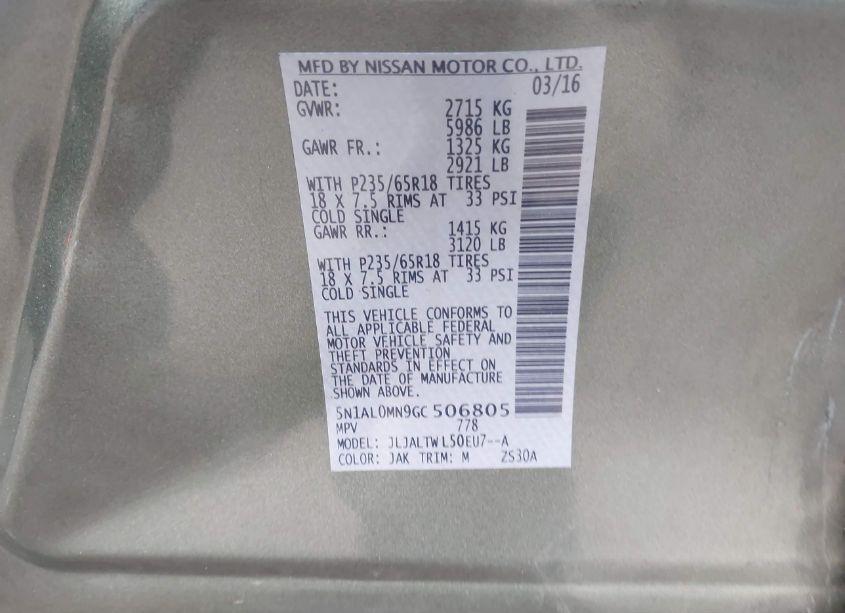 MFD BY NISSAN MOTOR CO., LTD.
DATE: 03/16
GVWR: 2715 KG
5986 LB
GAWR FR.: 1325 KG
2921 LB
WITH P235/65R18 TIRES
18 X 7.5 RIMS AT 33 PSI
COLD SINGLE
GAWR RR.: 1415 KG
3120 LB
WITH P235/65R18 TIRES
18 X 7.5 RIMS AT 33 PSI
COLD SINGLE
THIS VEHICLE CONFORMS TO
ALL APPLICABLE FEDERAL
MOTOR VEHICLE SAFETY AND
THEFT PREVENTION
STANDARDS IN EFFECT ON
THE DATE OF MANUFACTURE
SHOWN ABOVE.
5N1AL0MN9GC 506805
MPV 778
MODEL: JLJALTWL50EU7--A
COLOR: JAK TRIM: M ZS30A